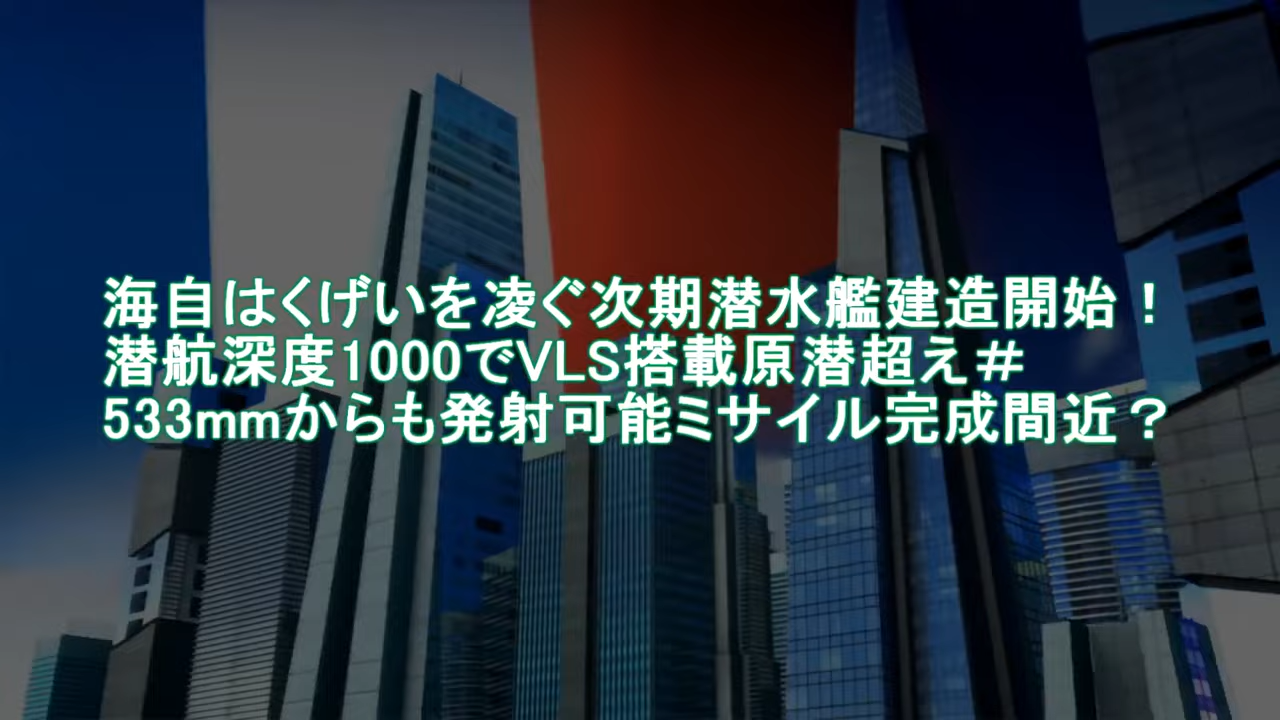 海自はくげいを凌ぐ次期潜水艦建造開始！
潜航深度1000でVLS搭載原潜超え＃
533mmからも発射可能ミサイル完成間近？